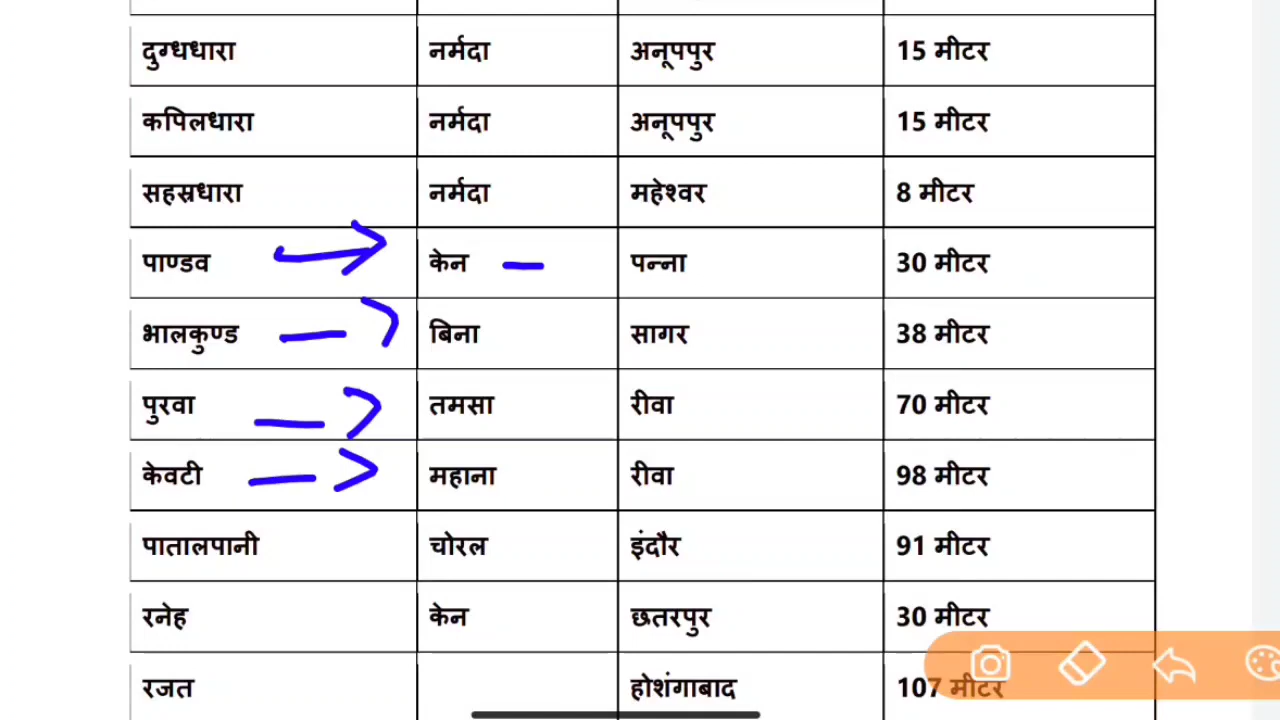 दुग्धधारा नर्मदा अनूपपुर 15 मीटर
कपिलधारा नर्मदा अनूपपुर 15 मीटर
सहस्रधारा नर्मदा महेश्वर 8 मीटर
पाण्डव केन पन्ना 30 मीटर
भालकुण्ड बिना सागर 38 मीटर
पुरवा तमसा रीवा 70 मीटर
केवटी महाना रीवा 98 मीटर
पातालपानी चोरल इंदौर 91 मीटर
रनेह केन छतरपुर 30 मीटर
रजत होशंगाबाद 107 मीटर